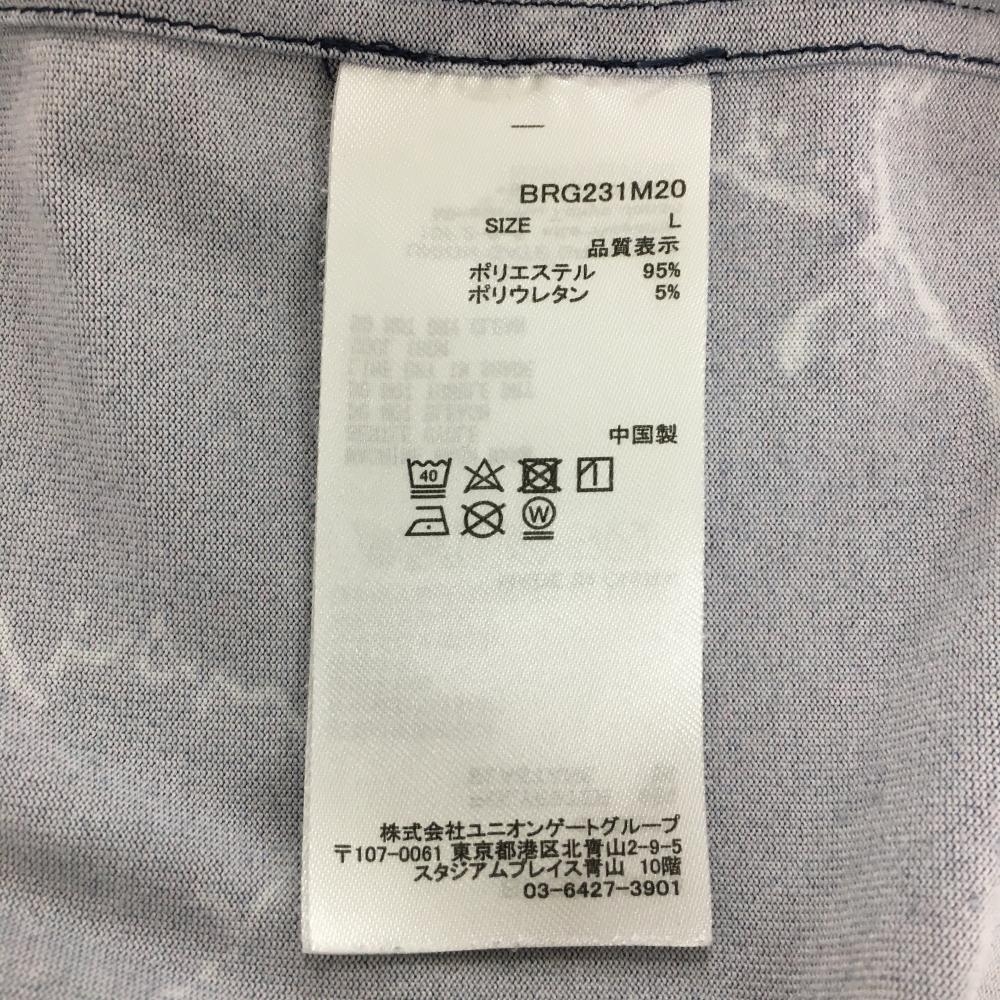 BRG231M20
SIZE L
品質表示
ポリエステル 95%
ポリウレタン 5%
中国製
40
W
株式会社ユニオンゲートグループ
〒107-0061 東京都港区北青山2-9-5
スタジアムプレイス青山 10階
03-6427-3901